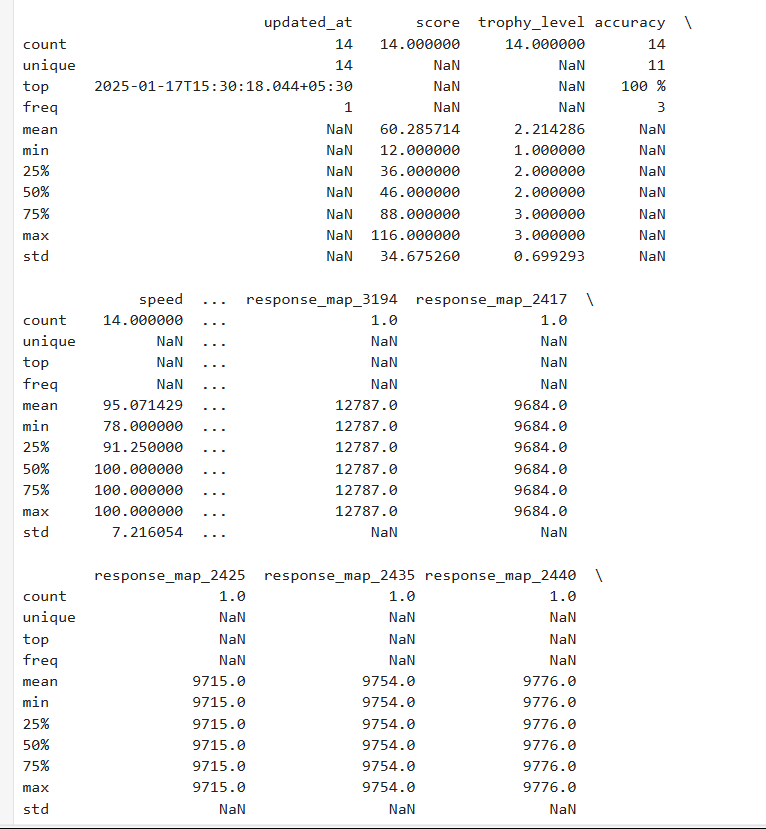 updated_at score trophy_level accuracy \
count 14 14.000000 14.000000 14
unique 14 NaN NaN 11
top 2025-01-17T15:30:18.044+05:30 NaN NaN 100 %
freq 1 NaN NaN 3
mean NaN 60.285714 2.214286 NaN
min NaN 12.000000 1.000000 NaN
25% NaN 36.000000 2.000000 NaN
50% NaN 46.000000 2.000000 NaN
75% NaN 88.000000 3.000000 NaN
max NaN 116.000000 3.000000 NaN
std NaN 34.675260 0.699293 NaN
speed ... response_map_3194 response_map_2417 \
count 14.000000 ... 1.0 1.0
unique NaN ... NaN NaN
top NaN ... NaN NaN
freq NaN ... NaN NaN
mean 95.071429 ... 12787.0 9684.0
min 78.000000 ... 12787.0 9684.0
25% 91.250000 ... 12787.0 9684.0
50% 100.000000 ... 12787.0 9684.0
75% 100.000000 ... 12787.0 9684.0
max 100.000000 ... 12787.0 9684.0
std 7.216054 ... NaN NaN
response_map_2425 response_map_2435 response_map_2440 \
count 1.0 1.0 1.0
unique NaN NaN NaN
top NaN NaN NaN
freq NaN NaN NaN
mean 9715.0 9754.0 9776.0
min 9715.0 9754.0 9776.0
25% 9715.0 9754.0 9776.0
50% 9715.0 9754.0 9776.0
75% 9715.0 9754.0 9776.0
max 9715.0 9754.0 9776.0
std NaN NaN NaN